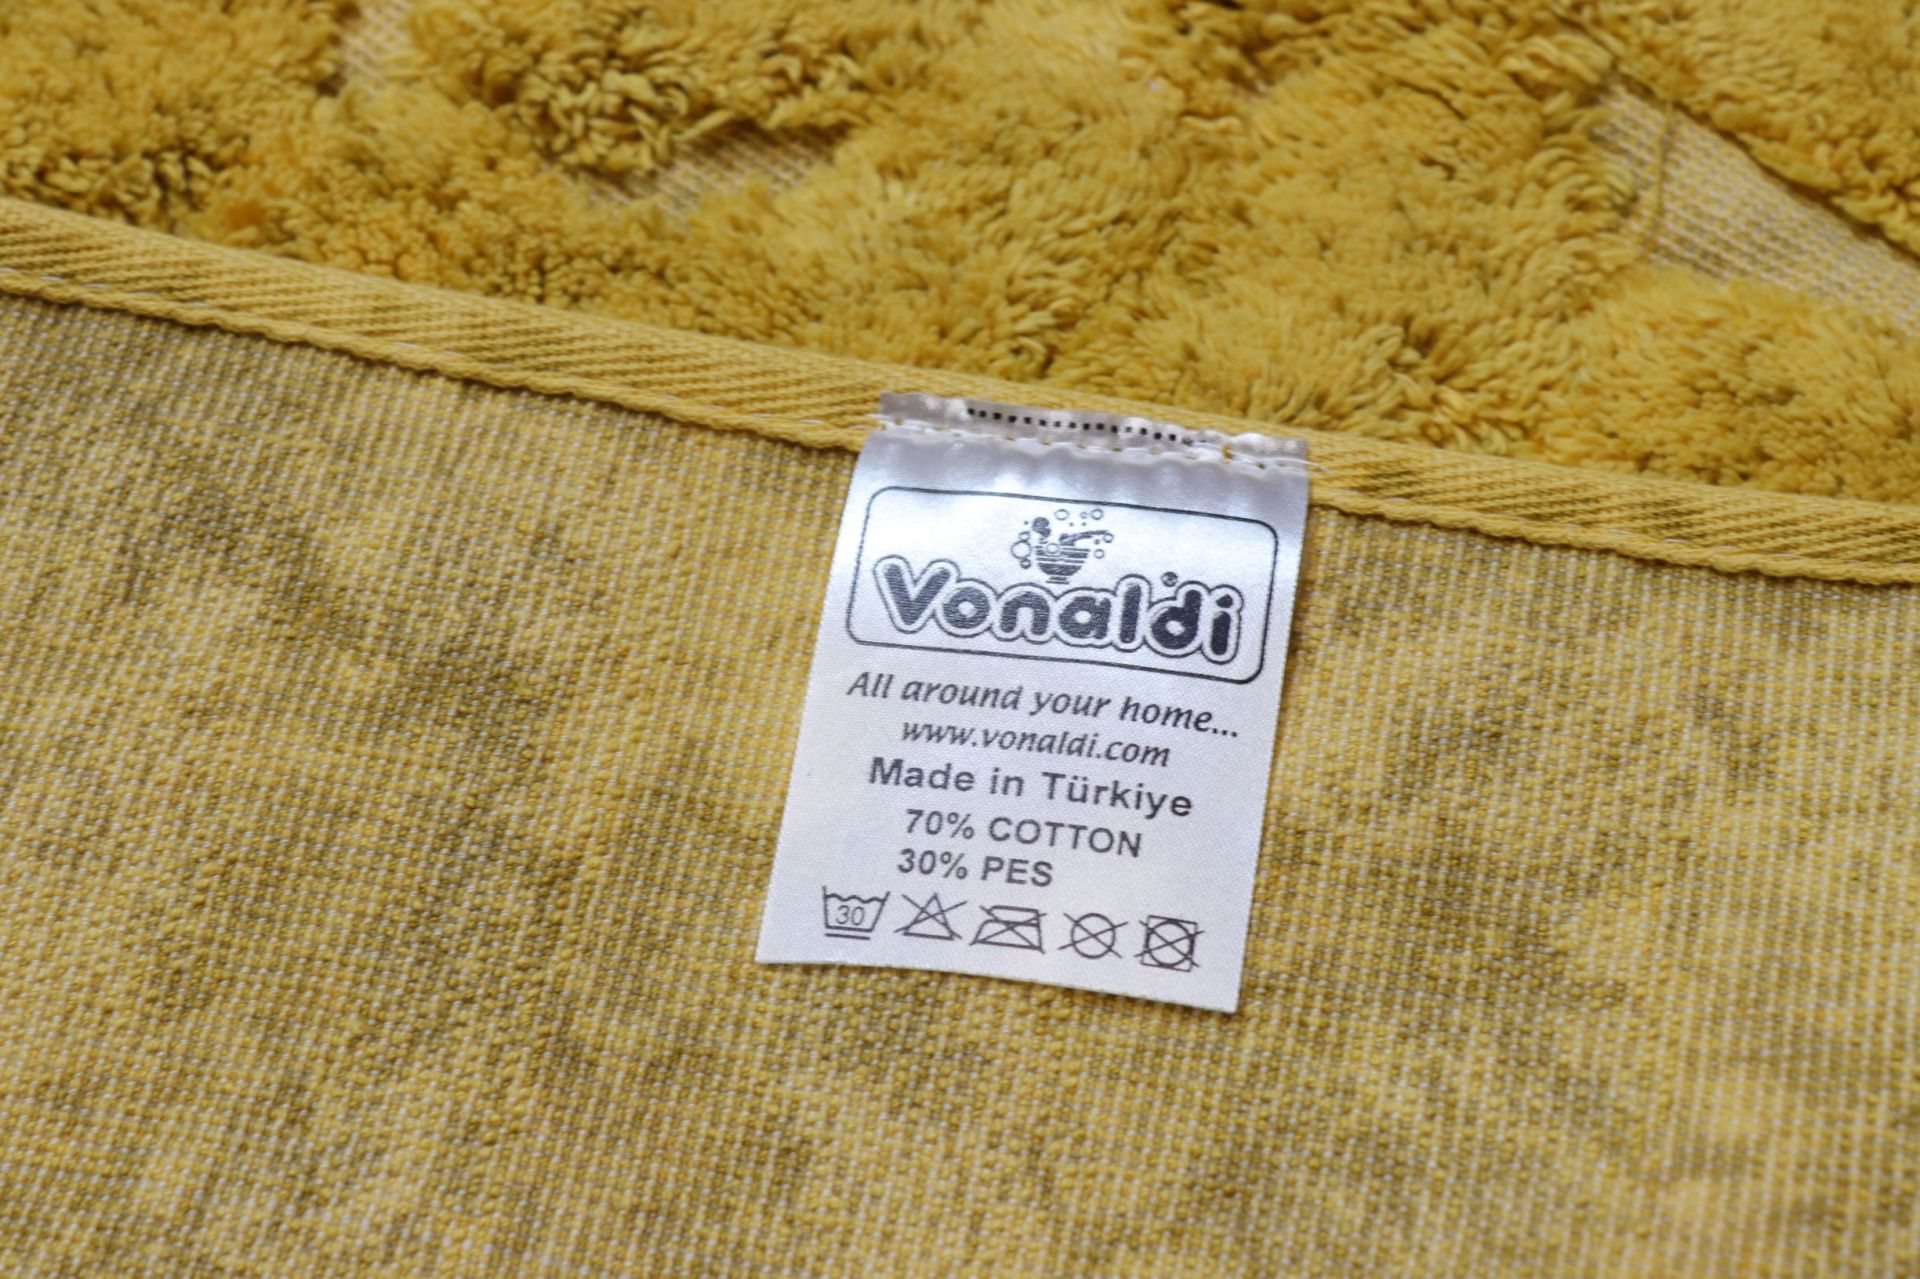 Vonaldi
All around your home...
www.vonaldi.com
Made in Türkiye
70% COTTON
30% PES
30